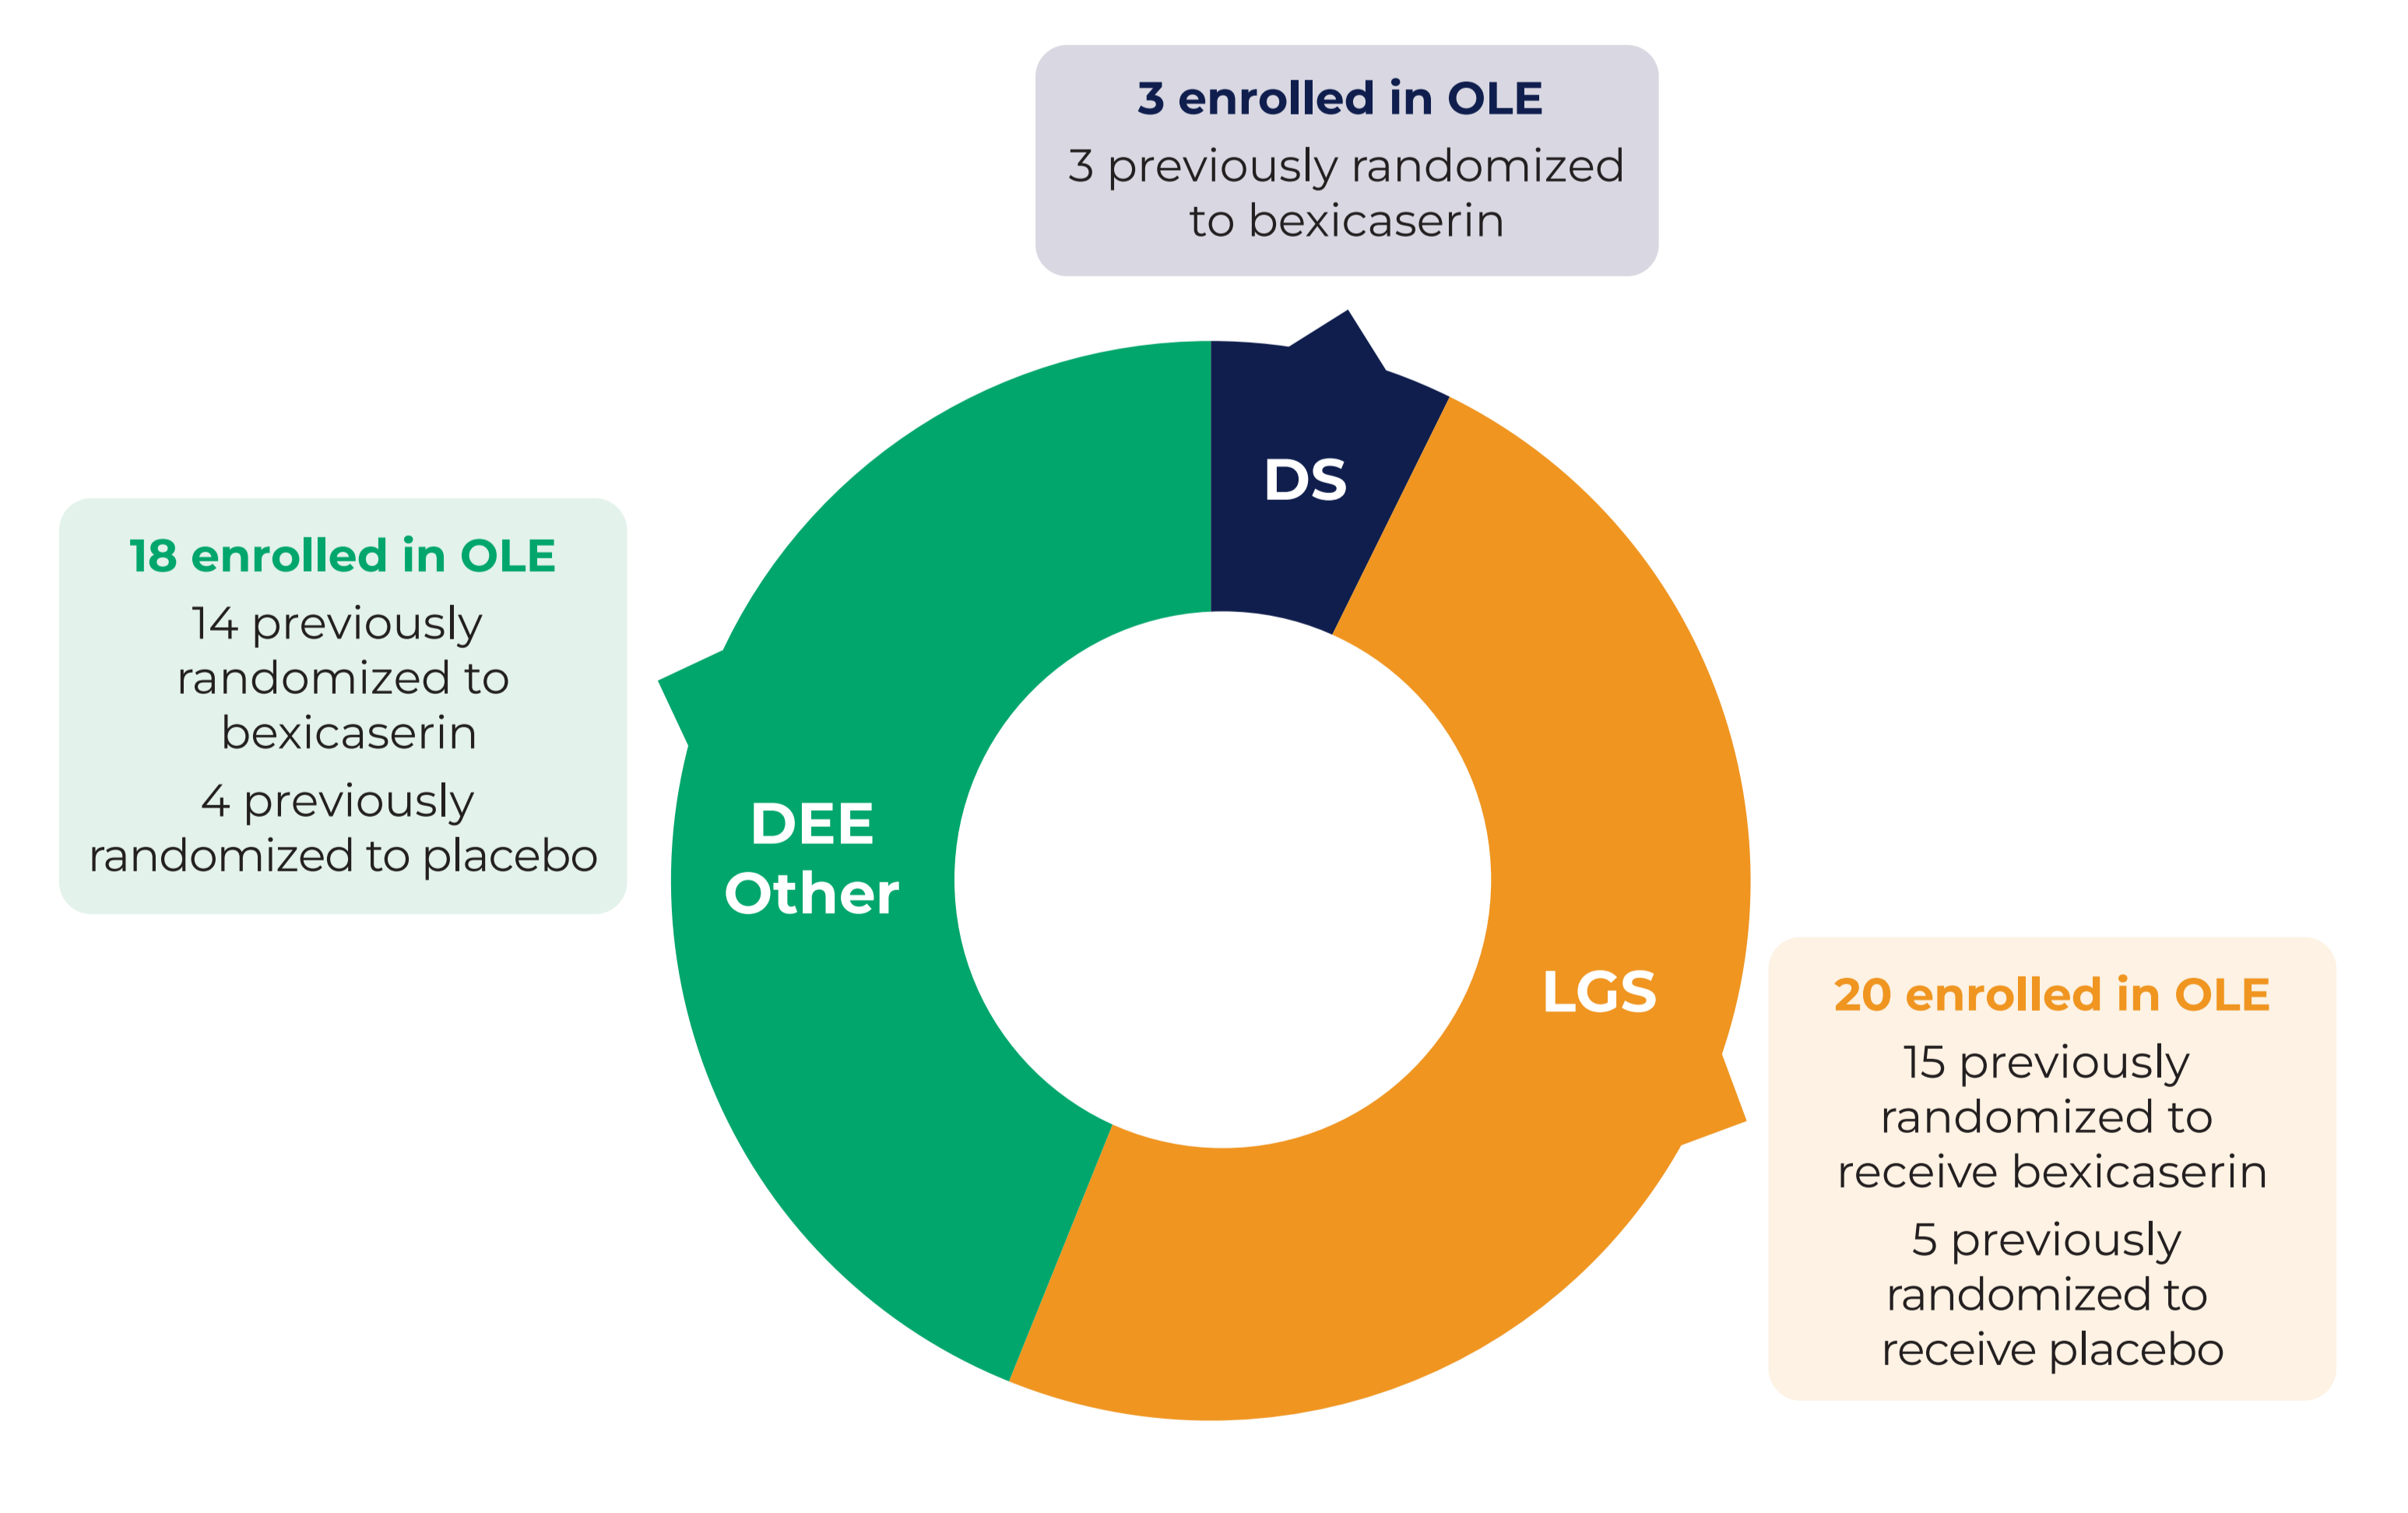 3 enrolled in OLE
3 previously randomized
to bexicaserin
DS
18 enrolled in OLE
14 previously
randomized to
bexicaserin
4 previously
randomized to placebo
DEE
Other
LGS
20 enrolled in OLE
15 previously
randomized to
receive bexicaserin
5 previously
randomized to
receive placebo